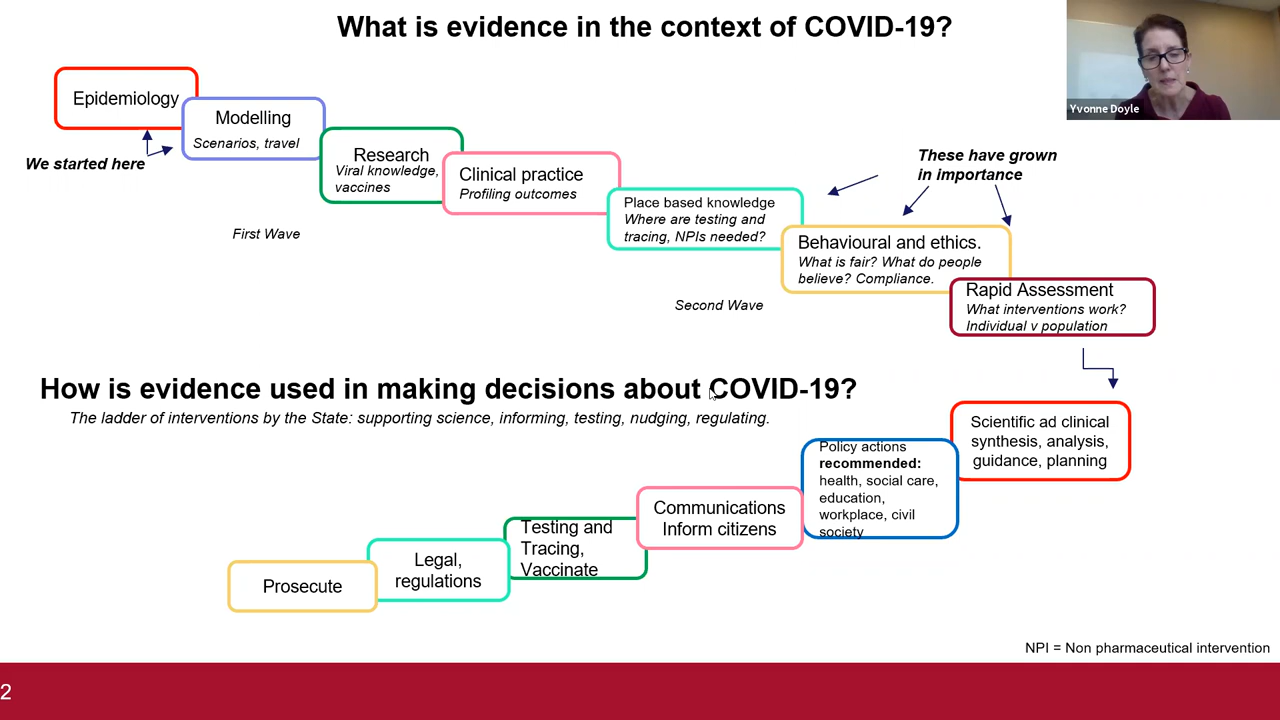 What is evidence in the context of COVID-19?
Yvonne Doyle
Epidemiology
Modelling
Scenarios, travel
We started here
Research
Viral knowledge,
vaccines
Clinical practice
Profiling outcomes
These have grown
in importance
Place based knowledge
Where are testing and
tracing, NPIs needed?
First Wave
Behavioural and ethics.
What is fair? What do people
believe? Compliance.
Second Wave
Rapid Assessment
What interventions work?
Individual v population
How is evidence used in making decisions about COVID-19?
The ladder of interventions by the State: supporting science, informing, testing, nudging, regulating.
Scientific ad clinical
synthesis, analysis,
guidance, planning
Policy actions
recommended:
health, social care,
education,
workplace, civil
society
Communications
Inform citizens
Testing and
Tracing,
Vaccinate
Legal,
regulations
Prosecute
NPI = Non pharmaceutical intervention
2